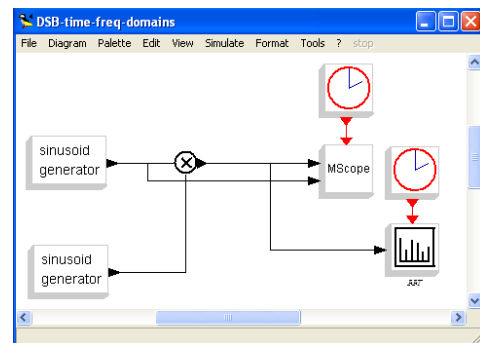 DSB-time-freq-domains
File Diagram Palette Edit View Simulate Format Tools ? stop
sinusoid
generator
MScope
sinusoid
generator